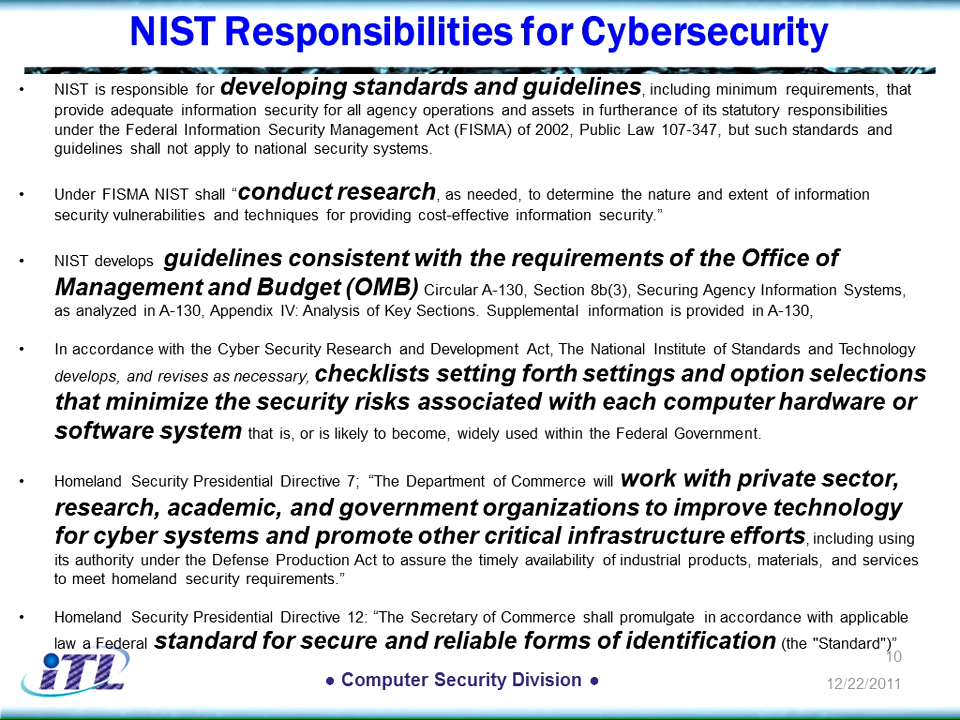 NIST Responsibilities for Cybersecurity
• NIST is responsible for developing standards and guidelines, including minimum requirements, that
provide adequate information security for all agency operations and assets in furtherance of its statutory responsibilities
under the Federal Information Security Management Act (FISMA) of 2002, Public Law 107-347, but such standards and
guidelines shall not apply to national security systems.
• Under FISMA NIST shall “conduct research, as needed, to determine the nature and extent of information
security vulnerabilities and techniques for providing cost-effective information security.”
• NIST develops guidelines consistent with the requirements of the Office of
Management and Budget (OMB) Circular A-130, Section 8b(3), Securing Agency Information Systems,
as analyzed in A-130, Appendix IV: Analysis of Key Sections. Supplemental information is provided in A-130,
• In accordance with the Cyber Security Research and Development Act, The National Institute of Standards and Technology
develops, and revises as necessary, checklists setting forth settings and option selections
that minimize the security risks associated with each computer hardware or
software system that is, or is likely to become, widely used within the Federal Government.
• Homeland Security Presidential Directive 7; “The Department of Commerce will work with private sector,
research, academic, and government organizations to improve technology
for cyber systems and promote other critical infrastructure efforts, including using
its authority under the Defense Production Act to assure the timely availability of industrial products, materials, and services
to meet homeland security requirements.”
• Homeland Security Presidential Directive 12: “The Secretary of Commerce shall promulgate in accordance with applicable
law a Federal standard for secure and reliable forms of identification (the "Standard")”
10
iTL
● Computer Security Division ●
12/22/2011